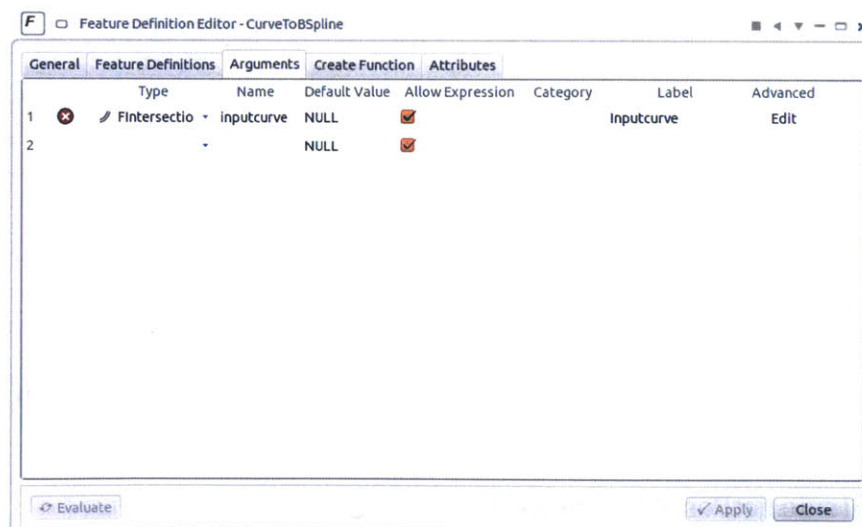 F Feature Definition Editor - CurveToBSpline
General Feature Definitions Arguments Create Function Attributes
Type Name Default Value Allow Expression Category Label Advanced
1 FIntersectio inputcurve NULL Inputcurve Edit
2 NULL
Evaluate Apply Close